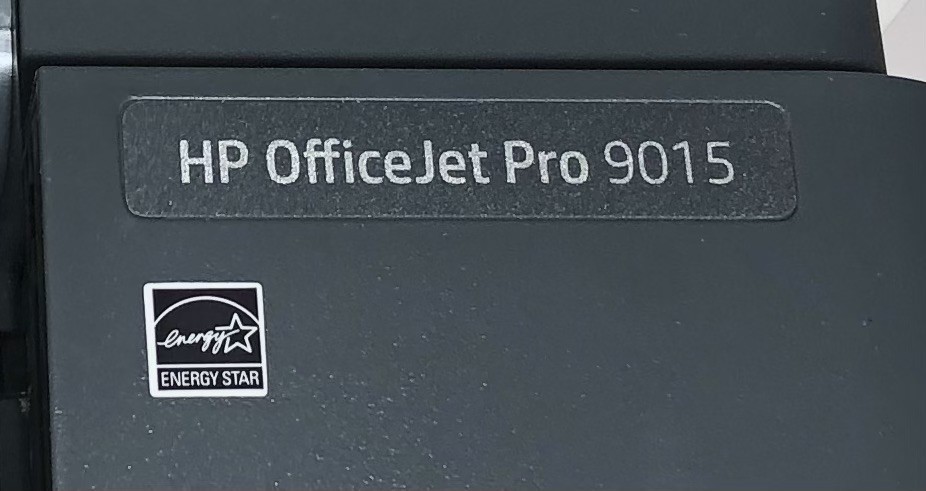 HP OfficeJet Pro 9015
energy
ENERGY STAR